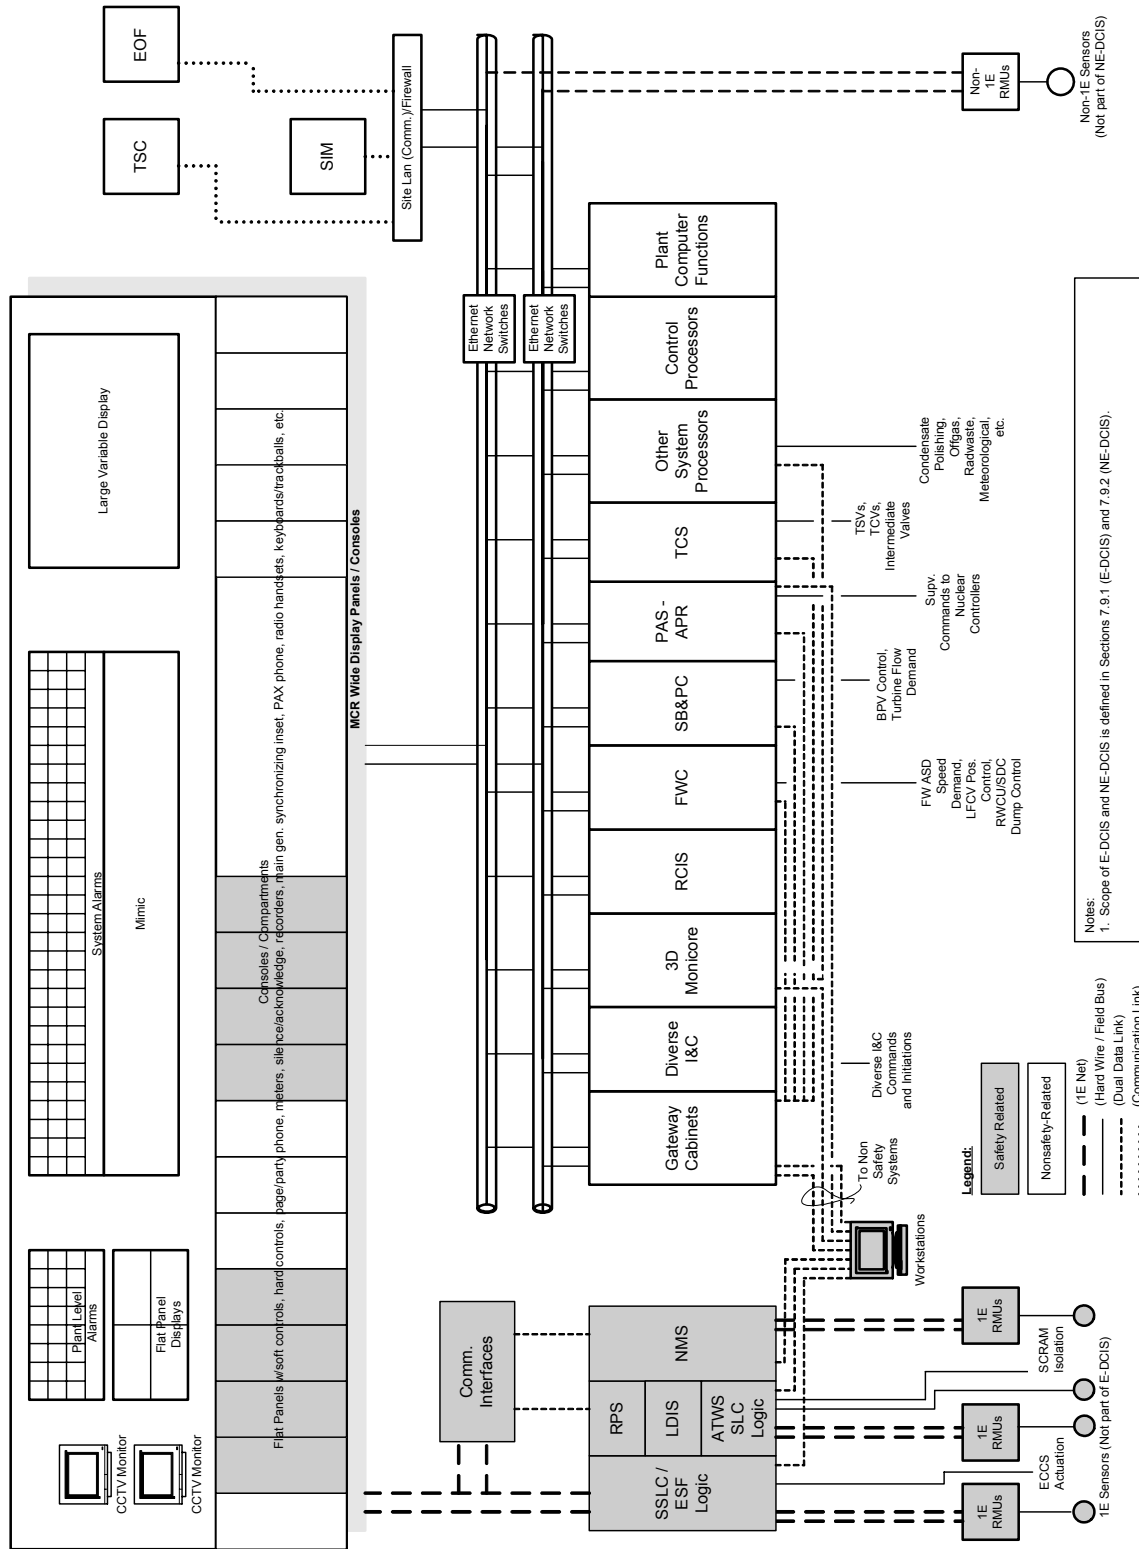 CCTV Monitor
CCTV Monitor
Plant Level
Alarms
Flat Panel
Displays
System Alarms
Mimic
Large Variable Display
Consoles / Compartments
Flat Panels w/soft controls, hard controls, page/party phone, meters, silence/acknowledge, recorders, main gen. synchronizing inset, PAX phone, radio handsets, keyboards/trackballs, etc.
MCR Wide Display Panels / Consoles
TSC
EOF
SIM
Site Lan (Comm.)/Firewall
Ethernet
Network
Switches
Ethernet
Network
Switches
Comm.
Interfaces
SSLC /
ESF
Logic
RPS
LDIS
ATWS
SLC
Logic
NMS
Gateway
Cabinets
Diverse
I&C
3D
Monicore
RCIS
FWC
SB&PC
PAS -
APR
TCS
Other
System
Processors
Control
Processors
Plant
Computer
Functions
To Non
Safety
Systems
Workstations
Diverse I&C
Commands
and Initiations
FW ASD
Speed
Demand,
LFCV Pos.
Control,
RWCU/SDC
Dump Control
BPV Control,
Turbine Flow
Demand
Supv.
Commands to
Nuclear
Controllers
TSVs,
TCVs,
Intermediate
Valves
Condensate
Polishing,
Offgas,
Radwaste,
Meteorological,
etc.
1E
RMUs
1E
RMUs
1E
RMUs
Non-
1E
RMUs
ECCS
Actuation
SCRAM
Isolation
1E Sensors (Not part of E-DCIS)
Non-1E Sensors
(Not part of NE-DCIS)
Legend:
Safety Related
Nonsafety-Related
(1E Net)
(Hard Wire / Field Bus)
(Dual Data Link)
(Communication Link)
Notes:
1. Scope of E-DCIS and NE-DCIS is defined in Sections 7.9.1 (E-DCIS) and 7.9.2 (NE-DCIS).